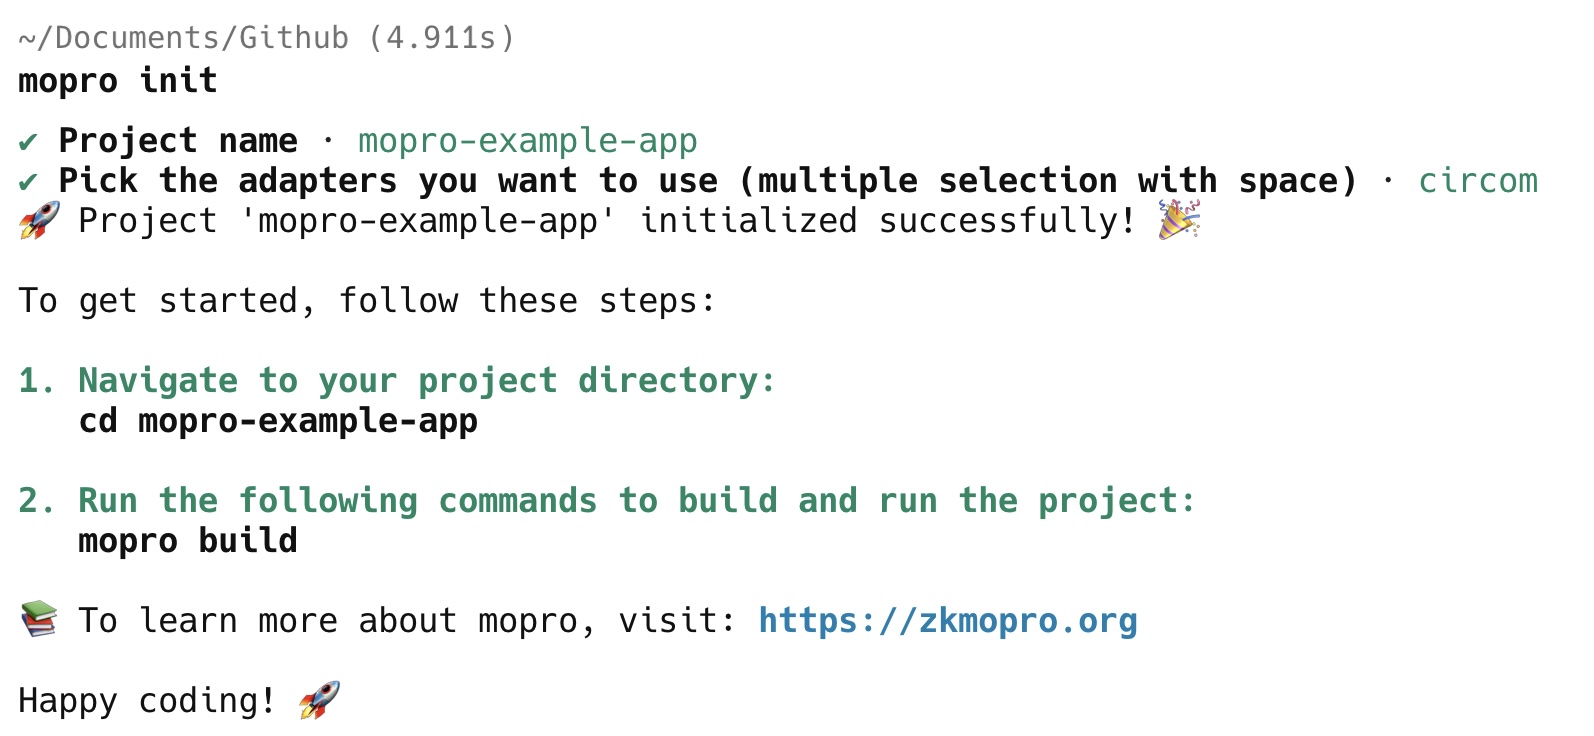 ~/Documents/Github (4.911s)
mopro init
✔ Project name · mopro-example-app
✔ Pick the adapters you want to use (multiple selection with space) · circom
🚀 Project 'mopro-example-app' initialized successfully! 🎉
To get started, follow these steps:
1. Navigate to your project directory:
cd mopro-example-app
2. Run the following commands to build and run the project:
mopro build
📚 To learn more about mopro, visit: https://zkmopro.org
Happy coding! 🚀